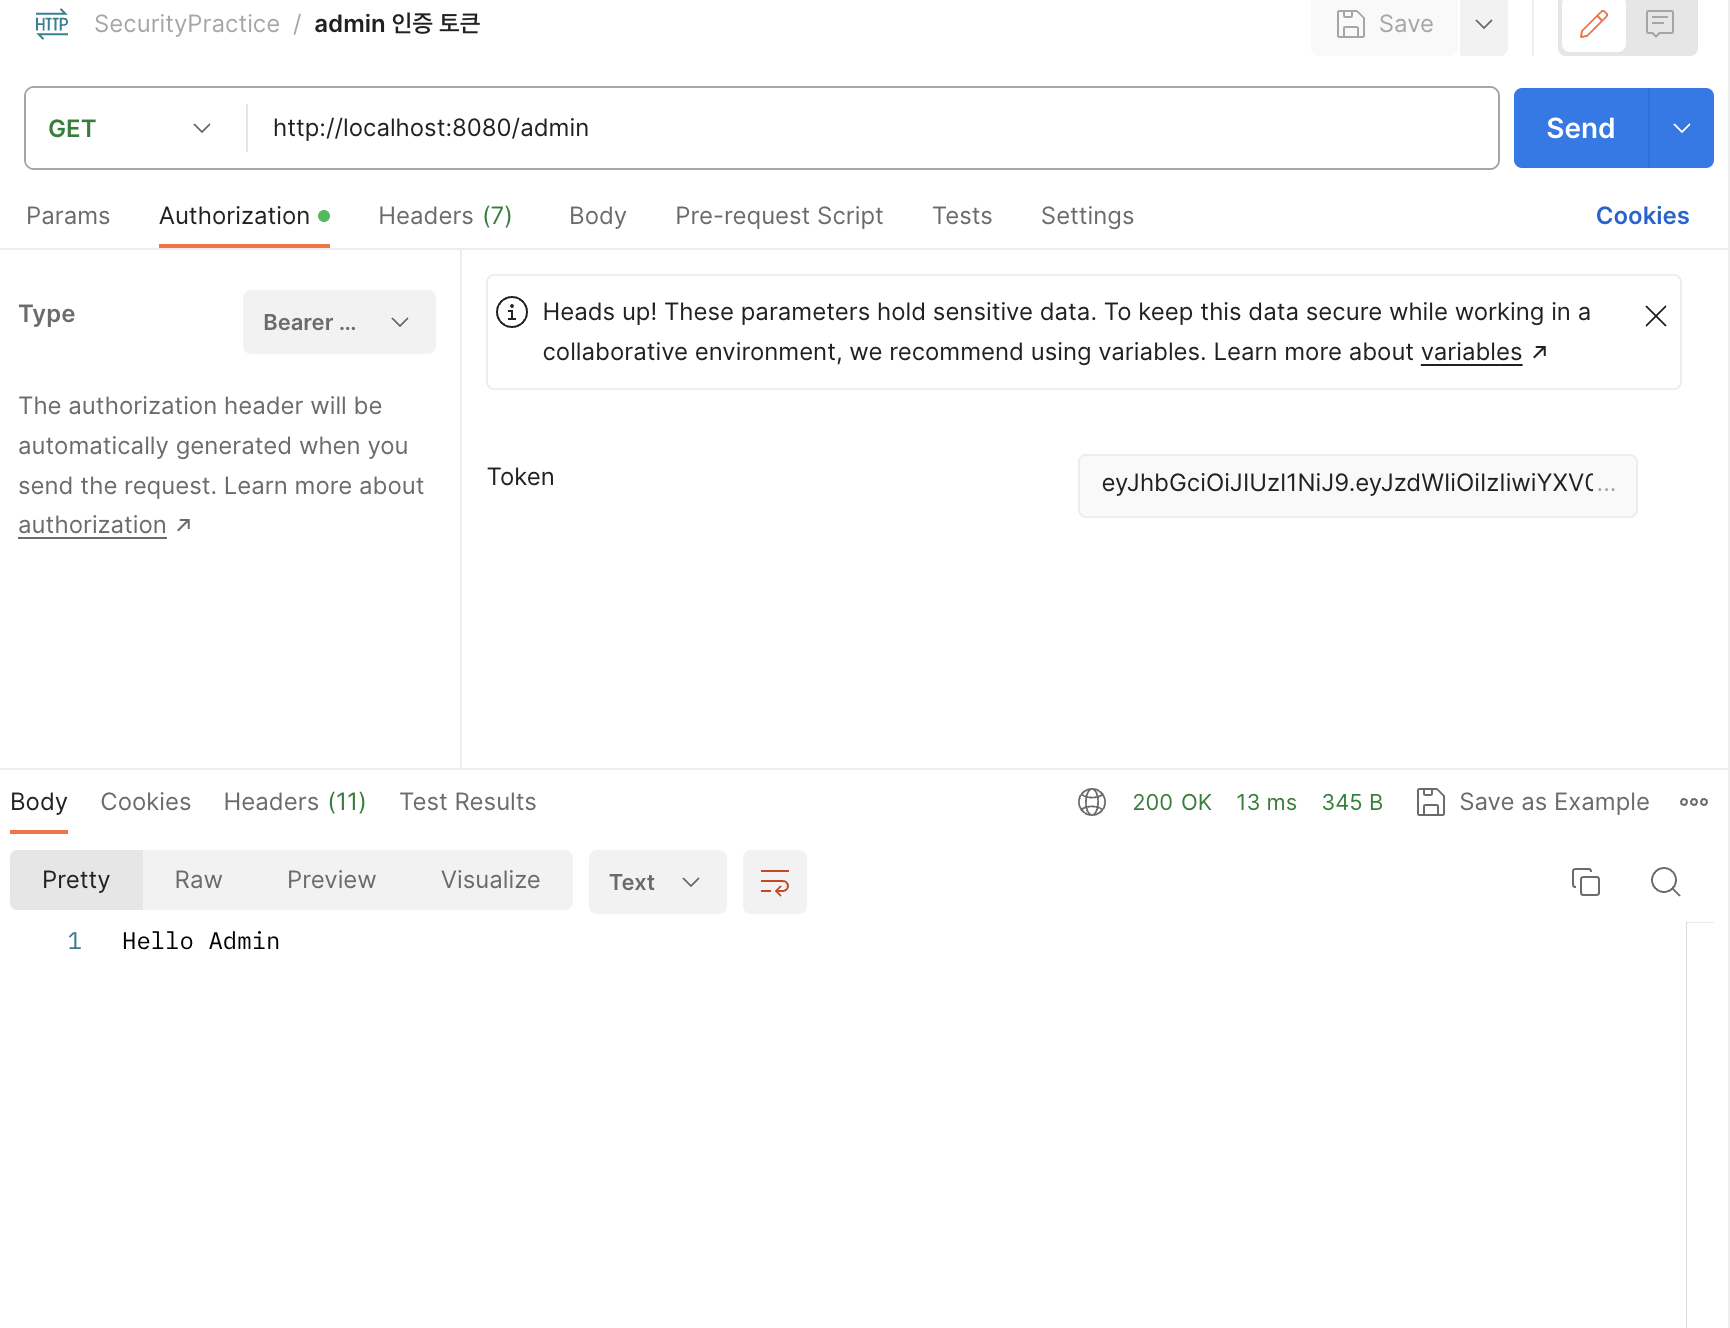 HTTP SecurityPractice / admin 인증 토큰 Save
GET http://localhost:8080/admin Send
Params Authorization Headers (7) Body Pre-request Script Tests Settings Cookies
Type Bearer ...
The authorization header will be
automatically generated when you
send the request. Learn more about
authorization ↗
Heads up! These parameters hold sensitive data. To keep this data secure while working in a
collaborative environment, we recommend using variables. Learn more about variables ↗
Token eyJhbGciOiJIUzI1NiJ9.eyJzdWIiOiIzIiwiYXV0...
Body Cookies Headers (11) Test Results 200 OK 13 ms 345 B Save as Example
Pretty Raw Preview Visualize Text
1 Hello Admin